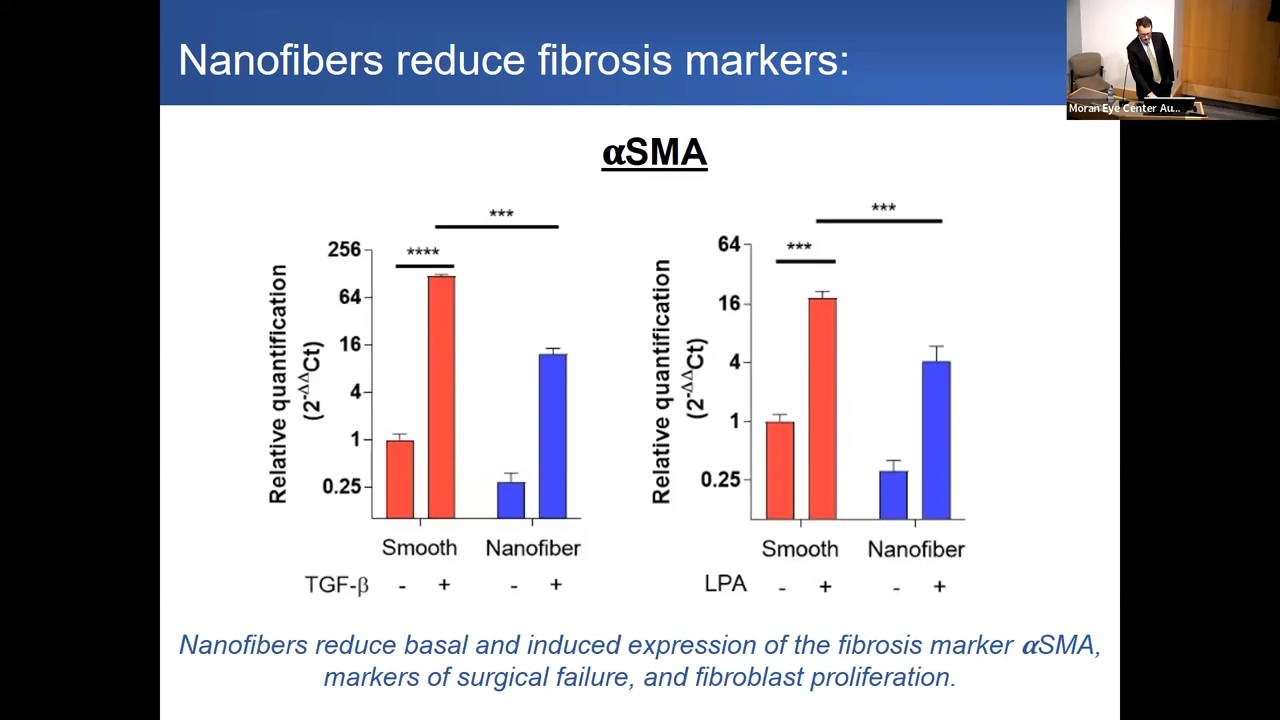 Nanofibers reduce fibrosis markers:
Moran Eye Center Au...
αSMA
***
****
256
64
16
4
1
0.25
Relative quantification
(2-ΔΔCt)
Smooth Nanofiber
TGF-β - + - +
***
***
64
16
4
1
0.25
Relative quantification
(2-ΔΔCt)
Smooth Nanofiber
LPA - + - +
Nanofibers reduce basal and induced expression of the fibrosis marker αSMA,
markers of surgical failure, and fibroblast proliferation.